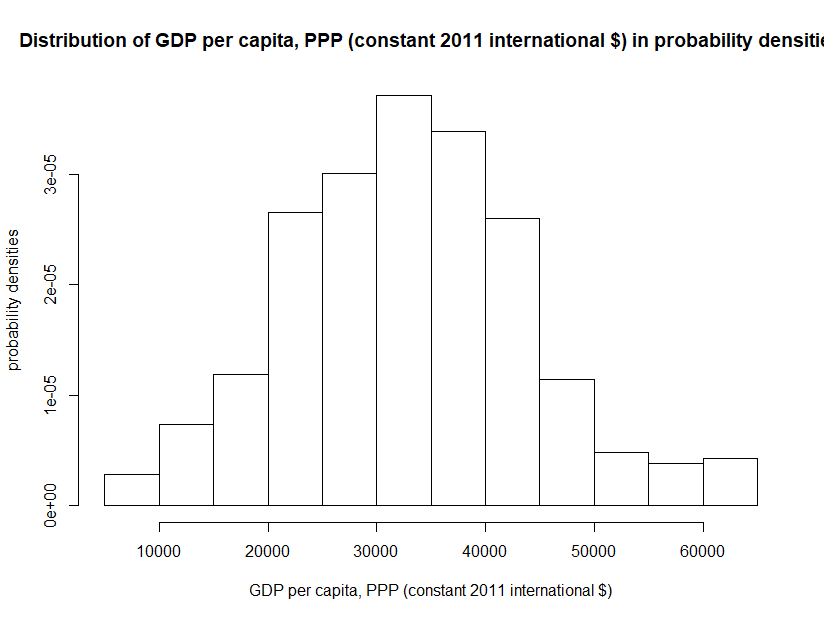 Distribution of GDP per capita, PPP (constant 2011 international $) in probability densitie
3e-05
2e-05
1e-05
0e+00
probability densities
10000 20000 30000 40000 50000 60000
GDP per capita, PPP (constant 2011 international $)